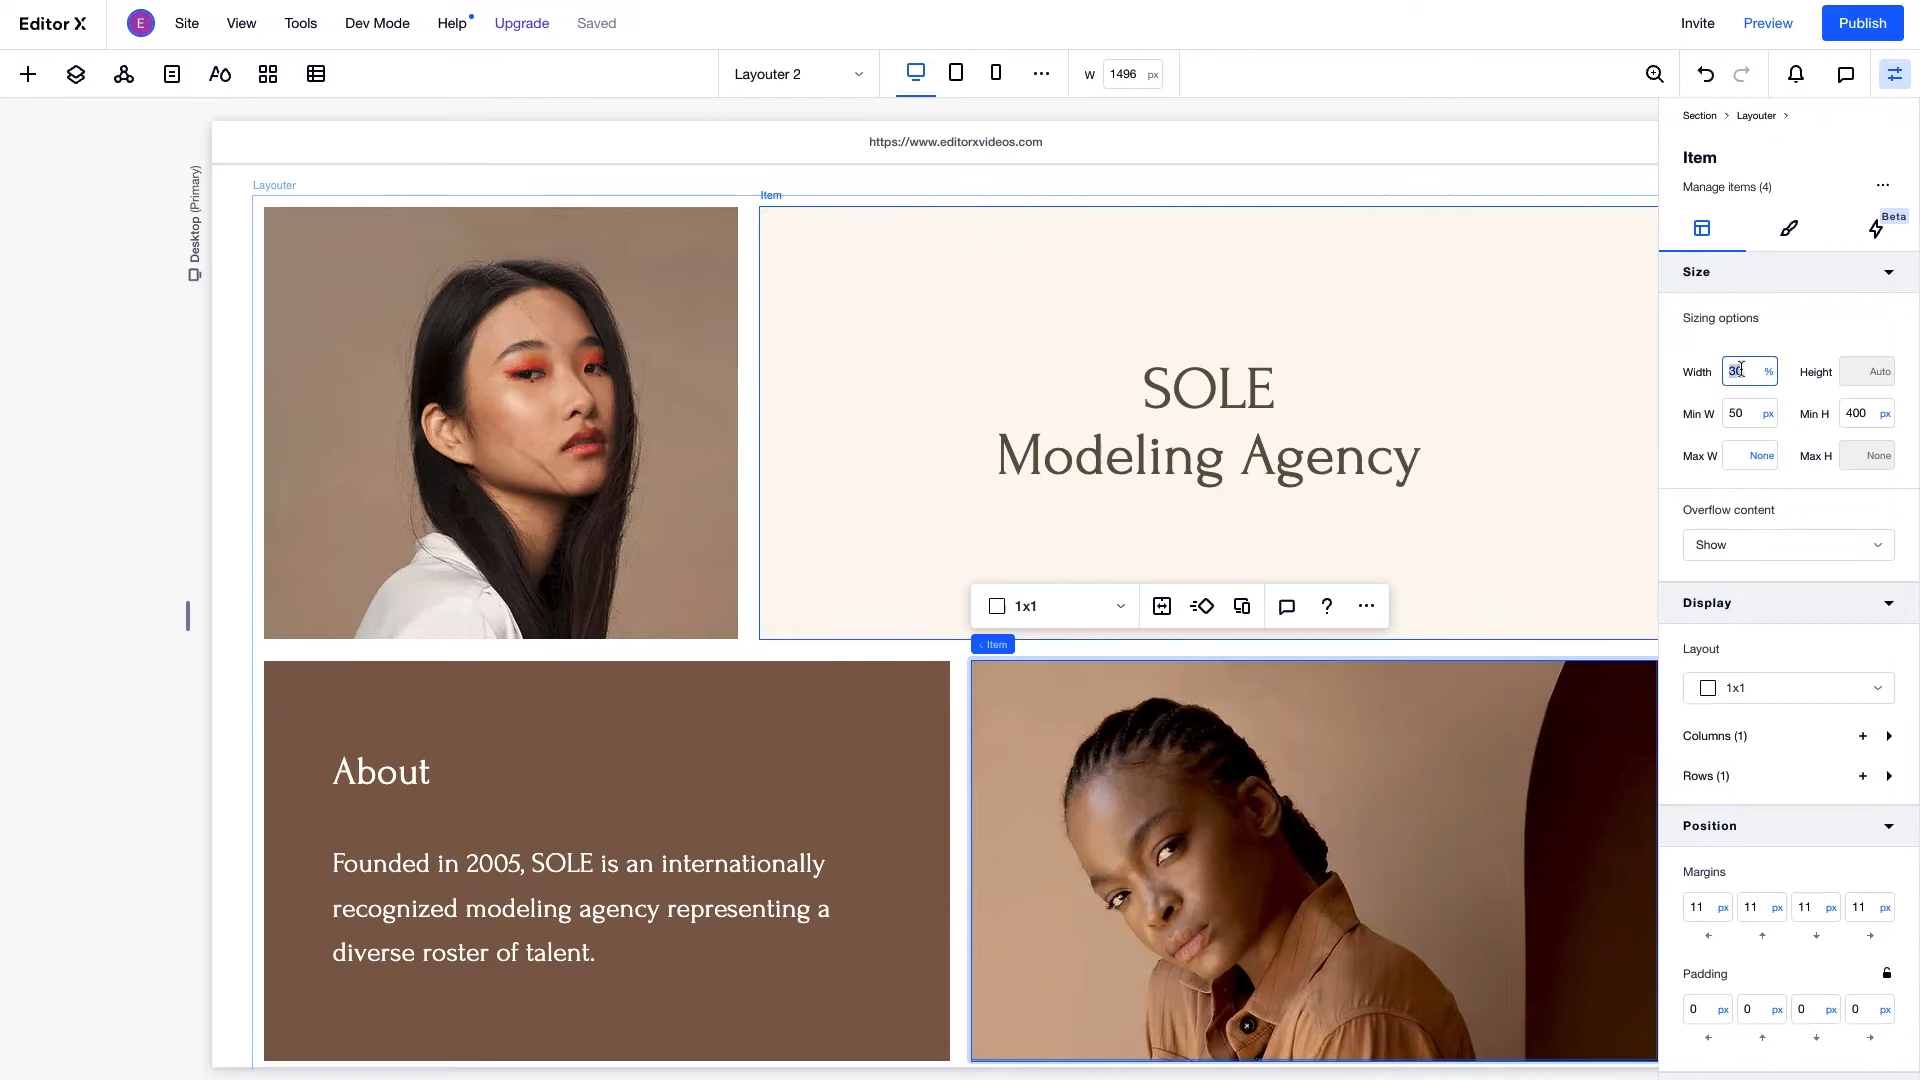 Editor X
E
Site
View
Tools
Dev Mode
Help
Upgrade
Saved
Invite
Preview
Publish
Layouter 2
W 1496 px
https://www.editorxvideos.com
Desktop (Primary)
Layouter
Item
SOLE
Modeling Agency
1x1
?
< Item
About
Founded in 2005, SOLE is an internationally
recognized modeling agency representing a
diverse roster of talent.
Section > Layouter >
Item
Manage items (4)
Beta
Size
Sizing options
Width 30 % Height Auto
Min W 50 px Min H 400 px
Max W None Max H None
Overflow content
Show
Display
Layout
1x1
Columns (1)
Rows (1)
Position
Margins
11 px 11 px 11 px 11 px
Padding
0 px 0 px 0 px 0 px